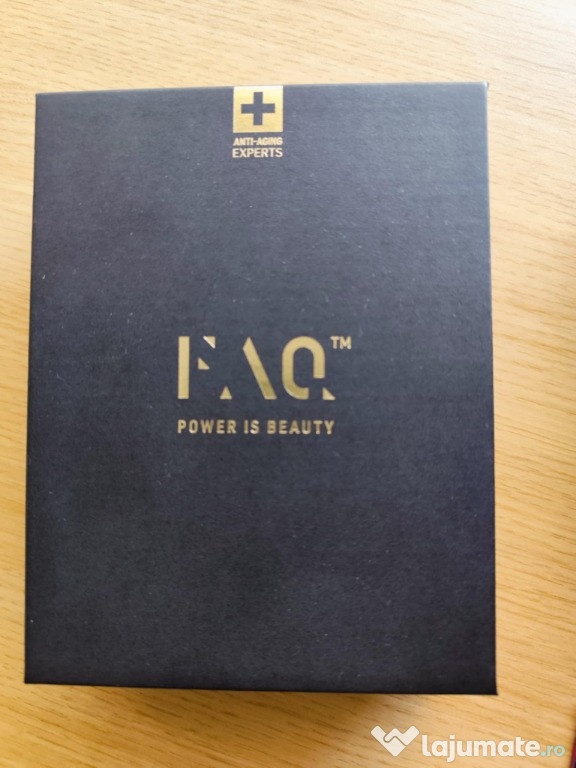 ANTI-AGING
EXPERTS
FAQ™
POWER IS BEAUTY
lajumate.ro